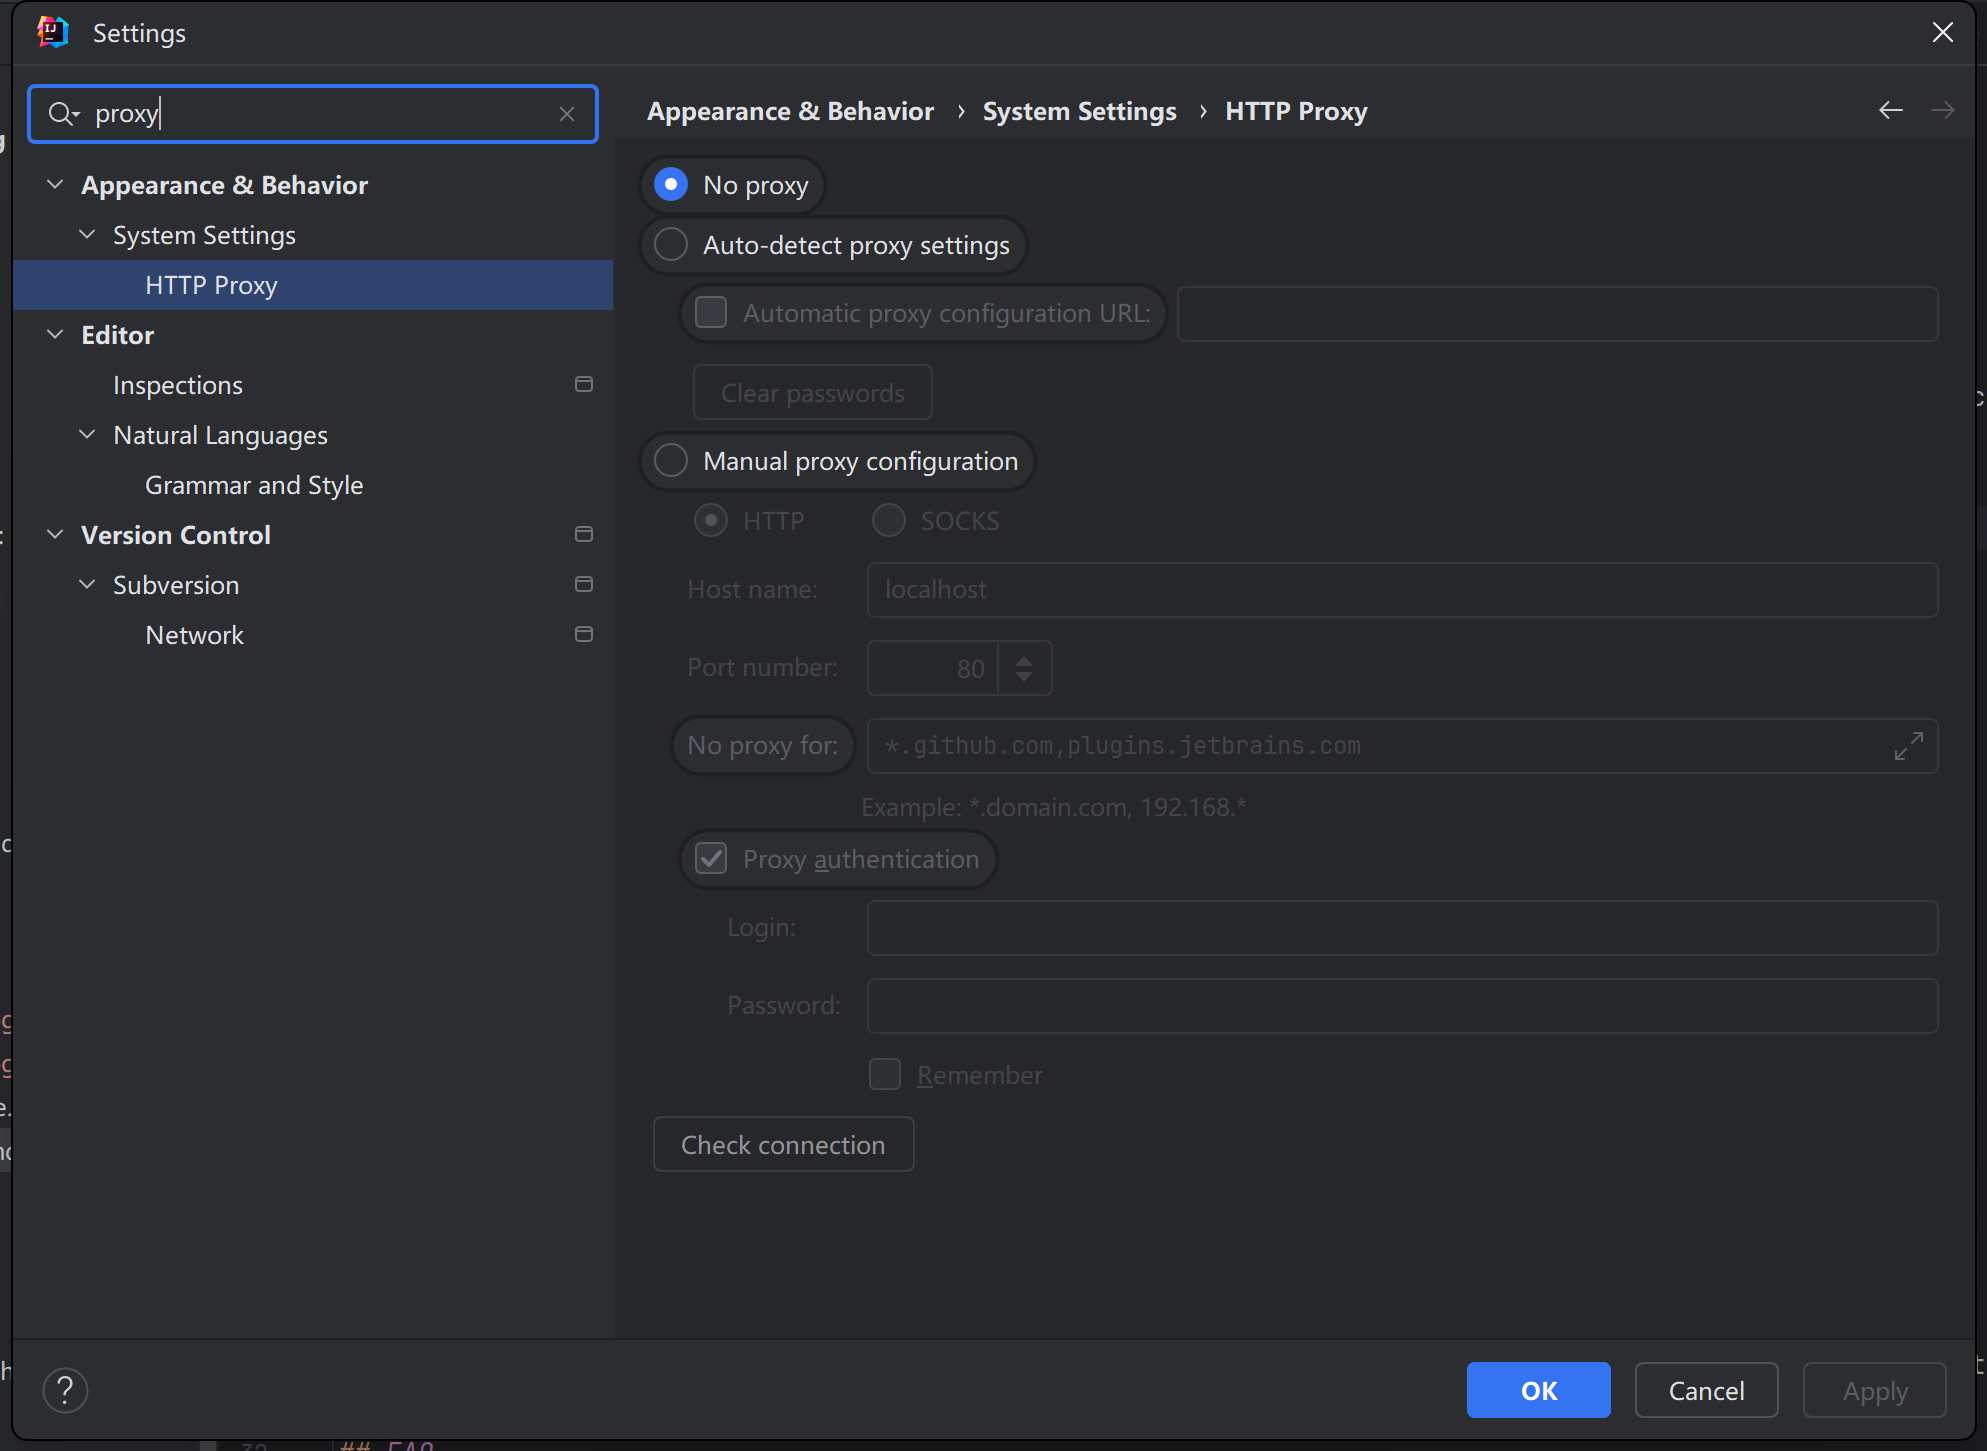 Settings
proxy
Appearance & Behavior
System Settings
HTTP Proxy
Editor
Inspections
Natural Languages
Grammar and Style
Version Control
Subversion
Network
Appearance & Behavior › System Settings › HTTP Proxy
No proxy
Auto-detect proxy settings
Automatic proxy configuration URL:
Clear passwords
Manual proxy configuration
HTTP SOCKS
Host name: localhost
Port number: 80
No proxy for: *.github.com,plugins.jetbrains.com
Example: *.domain.com, 192.168.*
Proxy authentication
Login:
Password:
Remember
Check connection
? OK Cancel Apply